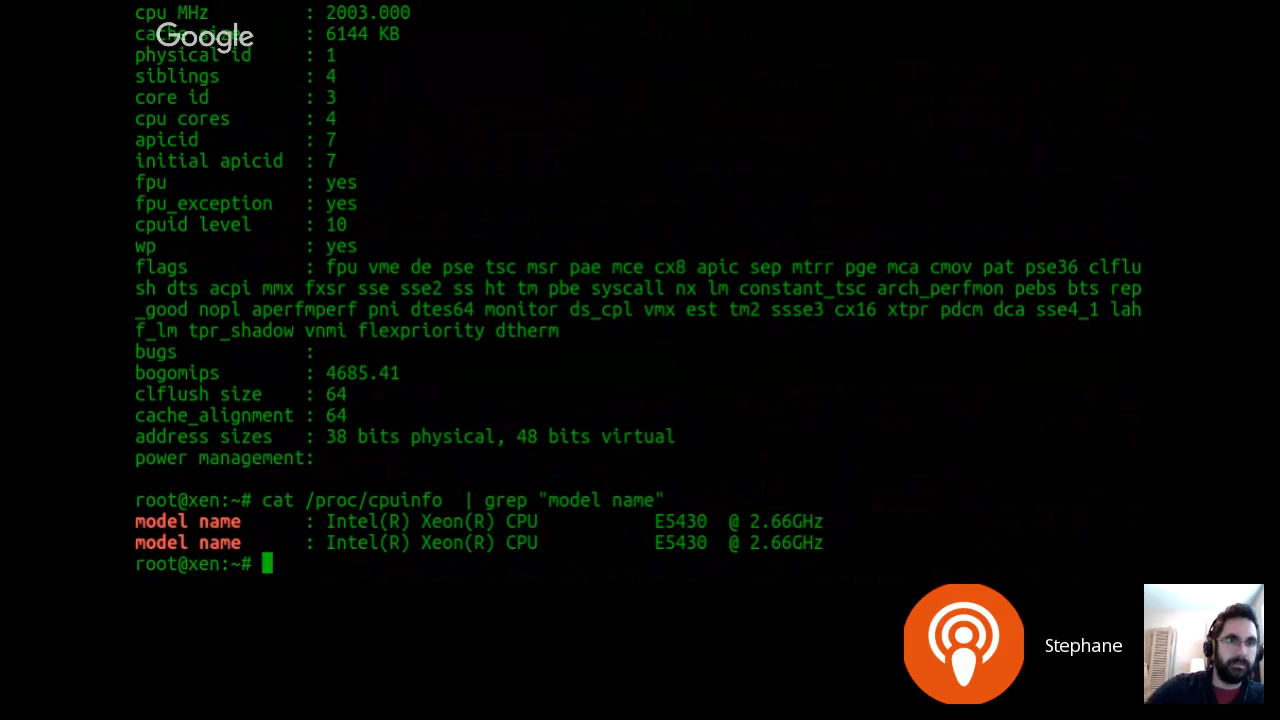 cpu MHz : 2003.000
Google
cache size : 6144 KB
physical id : 1
siblings : 4
core id : 3
cpu cores : 4
apicid : 7
initial apicid : 7
fpu : yes
fpu_exception : yes
cpuid level : 10
wp : yes
flags : fpu vme de pse tsc msr pae mce cx8 apic sep mtrr pge mca cmov pat pse36 clflu
sh dts acpi mmx fxsr sse sse2 ss ht tm pbe syscall nx lm constant_tsc arch_perfmon pebs bts rep
_good nopl aperfmperf pni dtes64 monitor ds_cpl vmx est tm2 ssse3 cx16 xtpr pdcm dca sse4_1 lah
f_lm tpr_shadow vnmi flexpriority dtherm
bugs :
bogomips : 4685.41
clflush size : 64
cache_alignment : 64
address sizes : 38 bits physical, 48 bits virtual
power management:
root@xen:~# cat /proc/cpuinfo | grep "model name"
model name : Intel(R) Xeon(R) CPU E5430 @ 2.66GHz
model name : Intel(R) Xeon(R) CPU E5430 @ 2.66GHz
root@xen:~#
Stephane